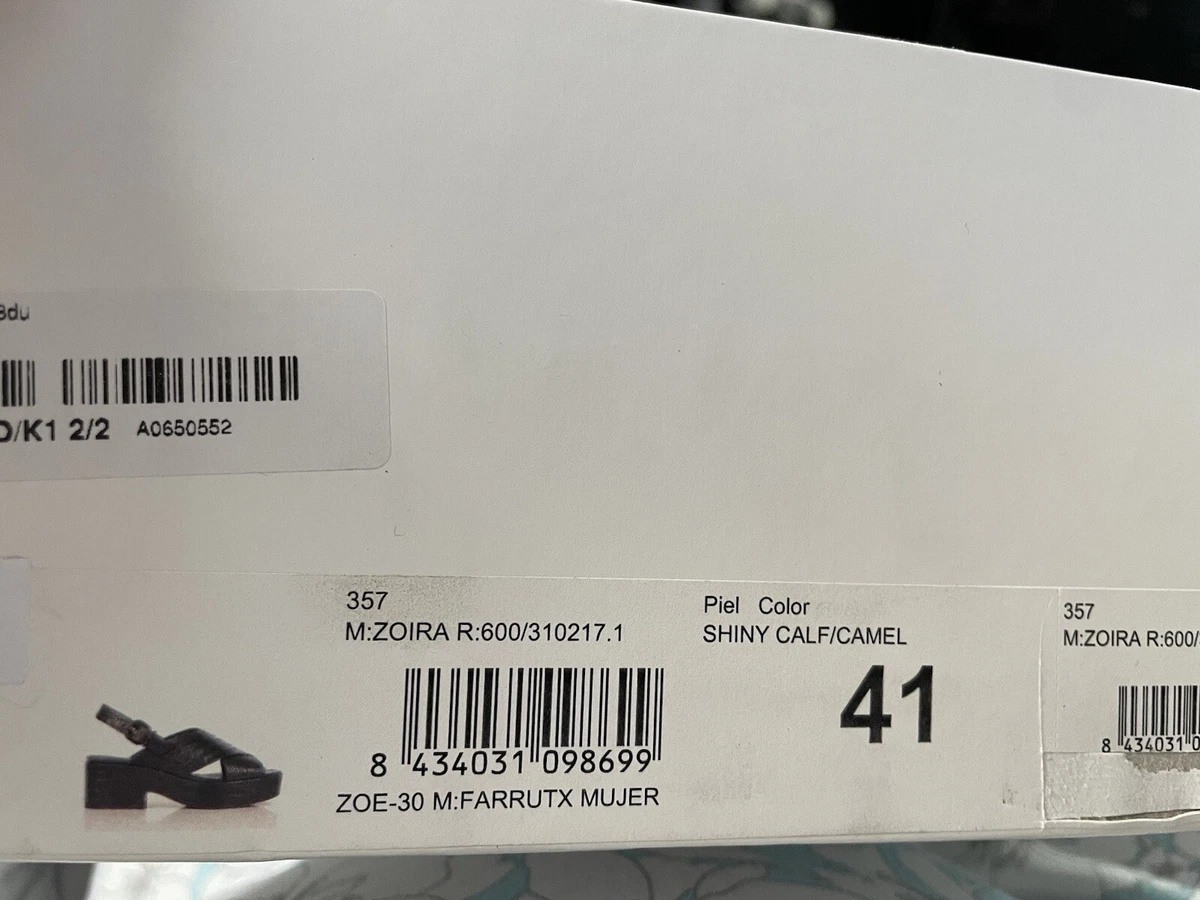 3du
D/K1 2/2 A0650552
357
M:ZOIRA R:600/310217.1
8 434031 098699
ZOE-30 M:FARRUTX MUJER
Piel Color
SHINY CALF/CAMEL
41
357
M:ZOIRA R:600/
8 434031 0